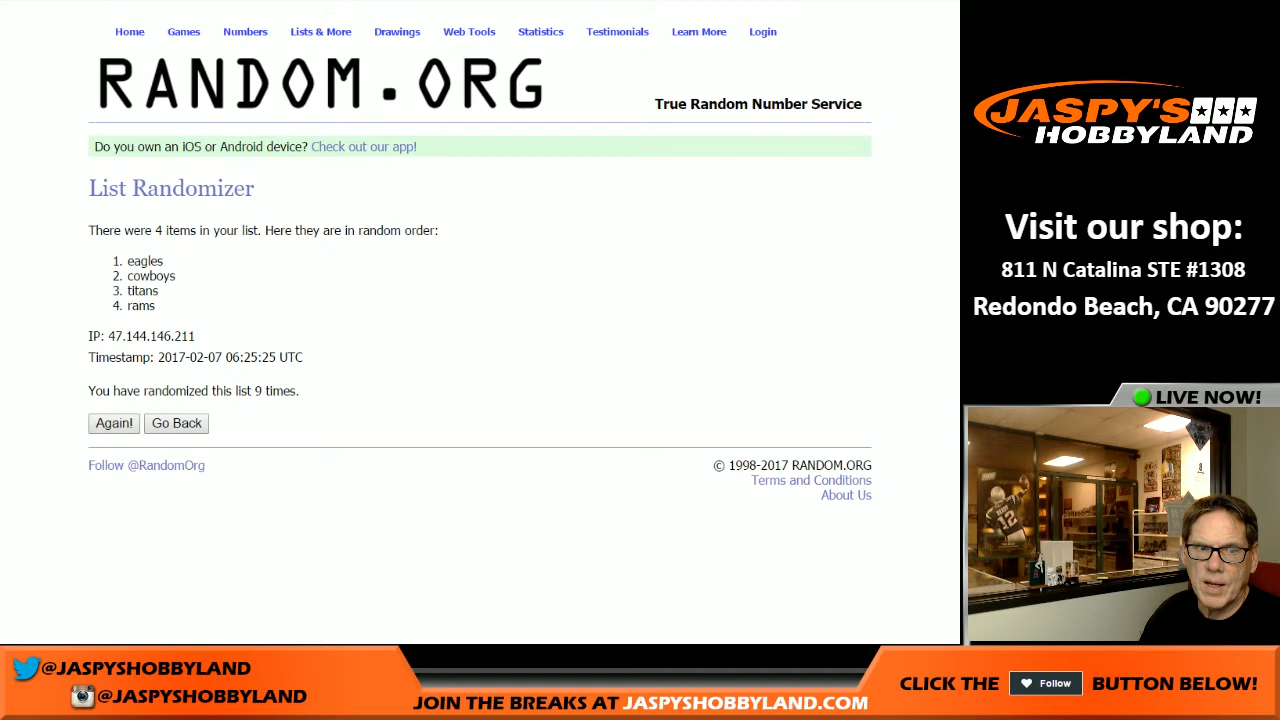 Home Games Numbers Lists & More Drawings Web Tools Statistics Testimonials Learn More Login
RANDOM.ORG
True Random Number Service
Do you own an iOS or Android device? Check out our app!
List Randomizer
There were 4 items in your list. Here they are in random order:
1. eagles
2. cowboys
3. titans
4. rams
IP: 47.144.146.211
Timestamp: 2017-02-07 06:25:25 UTC
You have randomized this list 9 times.
Again! Go Back
Follow @RandomOrg
© 1998-2017 RANDOM.ORG
Terms and Conditions
About Us
JASPY'S
HOBBYLAND
Visit our shop:
811 N Catalina STE #1308
Redondo Beach, CA 90277
LIVE NOW!
12
@JASPYSHOBBYLAND
@JASPYSHOBBYLAND
JOIN THE BREAKS AT JASPYSHOBBYLAND.COM
CLICK THE Follow BUTTON BELOW!